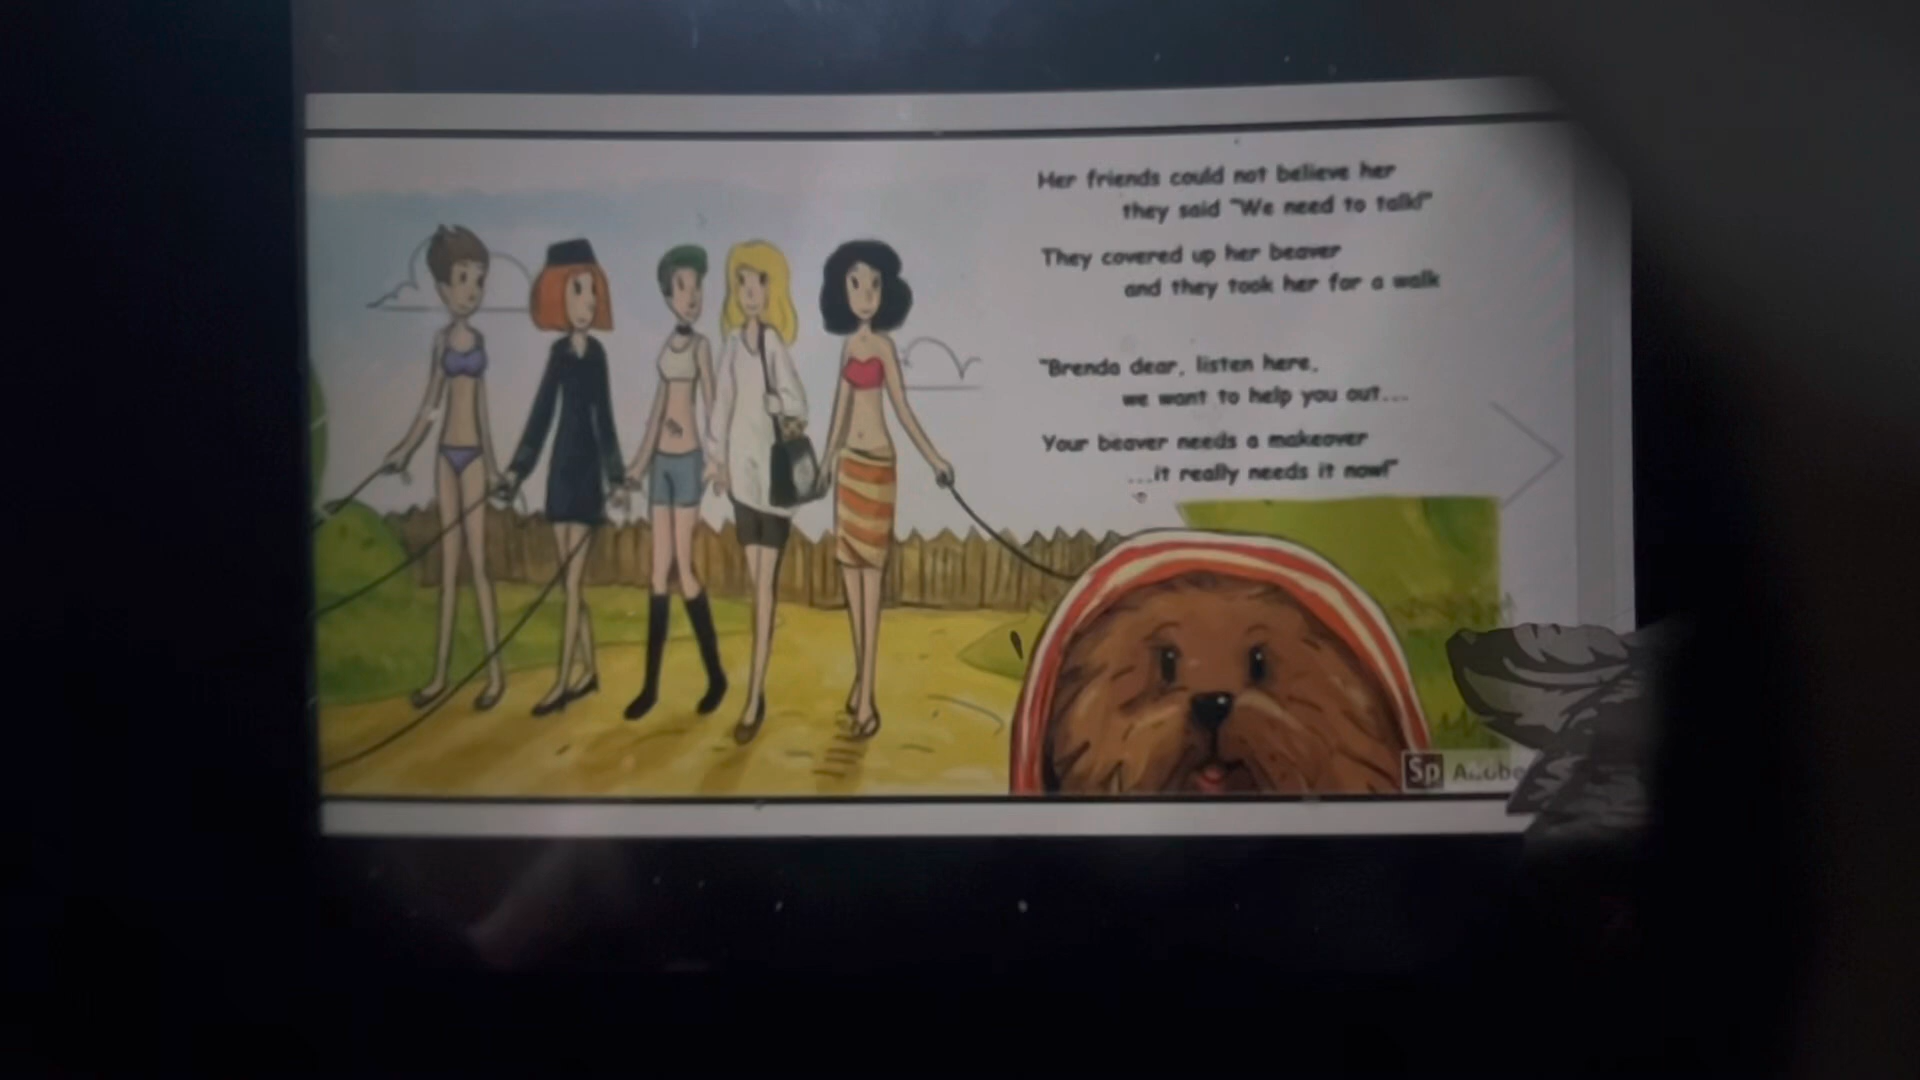 Her friends could not believe her
they said "We need to talk!"
They covered up her beaver
and they took her for a walk
"Brenda dear, listen here,
we want to help you out...
Your beaver needs a makeover
...it really needs it now!"
Sp Adobe